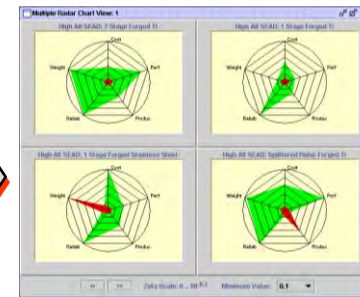 Multiple Radar Chart View: 1
High Alt SEAD: 2 Stage Forged Ti
High Alt SEAD: 1 Stage Forged Ti
Cost
Cost
Weight
Perf
Weight
Perf
Reliab
Produc
Reliab
Produc
High Alt SEAD: 1 Stage Forged Stainless Steel
High Alt SEAD: Splittered Rotor Forged Ti
Cost
Cost
Weight
Perf
Weight
Perf
Reliab
Produc
Reliab
Produc
Minimum Value: 0.1